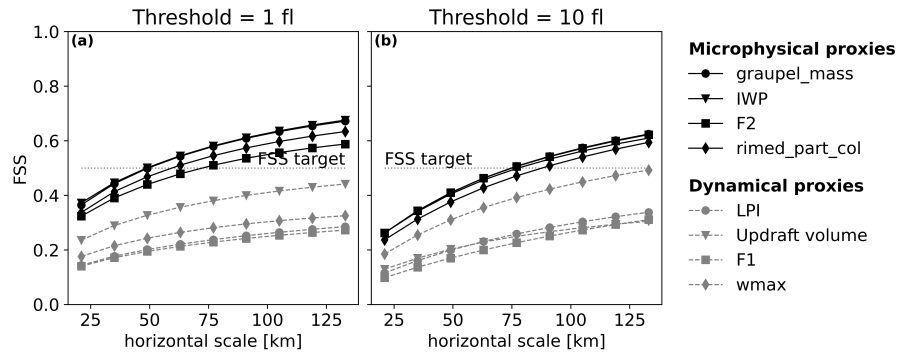 Threshold = 1 fl
Threshold = 10 fl
1.0
0.8
0.6
0.4
0.2
0.0
FSS
(a)
FSS target
25
50
75
100
125
horizontal scale [km]
(b)
FSS target
25
50
75
100
125
horizontal scale [km]
Microphysical proxies
graupel_mass
IWP
F2
rimed_part_col
Dynamical proxies
LPI
Updraft volume
F1
wmax